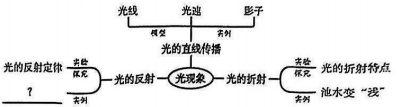 光线 光速 影子
模型 实例
光的直线传播
光的反射定律 实验 探究 光的反射 光现象 光的折射 实验 探究 光的折射特点
? 实例 实例 池水变“浅”